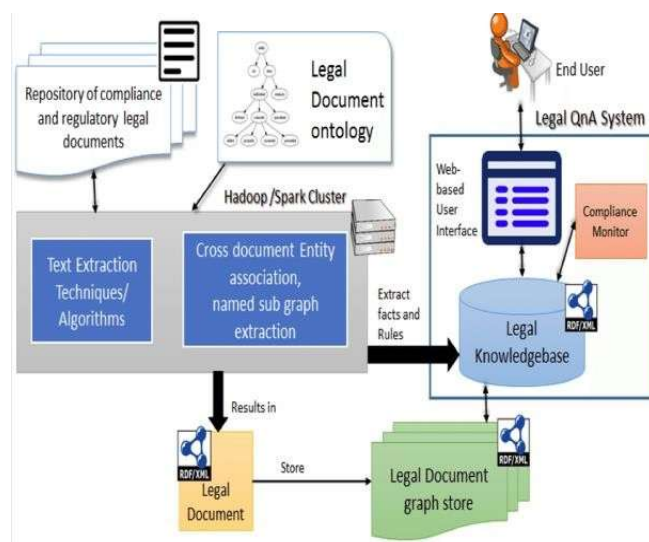 Repository of compliance
and regulatory legal
documents
Legal
Document
ontology
End User
Legal QnA System
Web-
based
User
Interface
Compliance
Monitor
Hadoop /Spark Cluster
Text Extraction
Techniques/
Algorithms
Cross document Entity
association,
named sub graph
extraction
Extract
facts and
Rules
Legal
Knowledgebase
RDF/XML
Results in
RDF/XML
Legal
Document
Store
RDF/XML
Legal Document
graph store